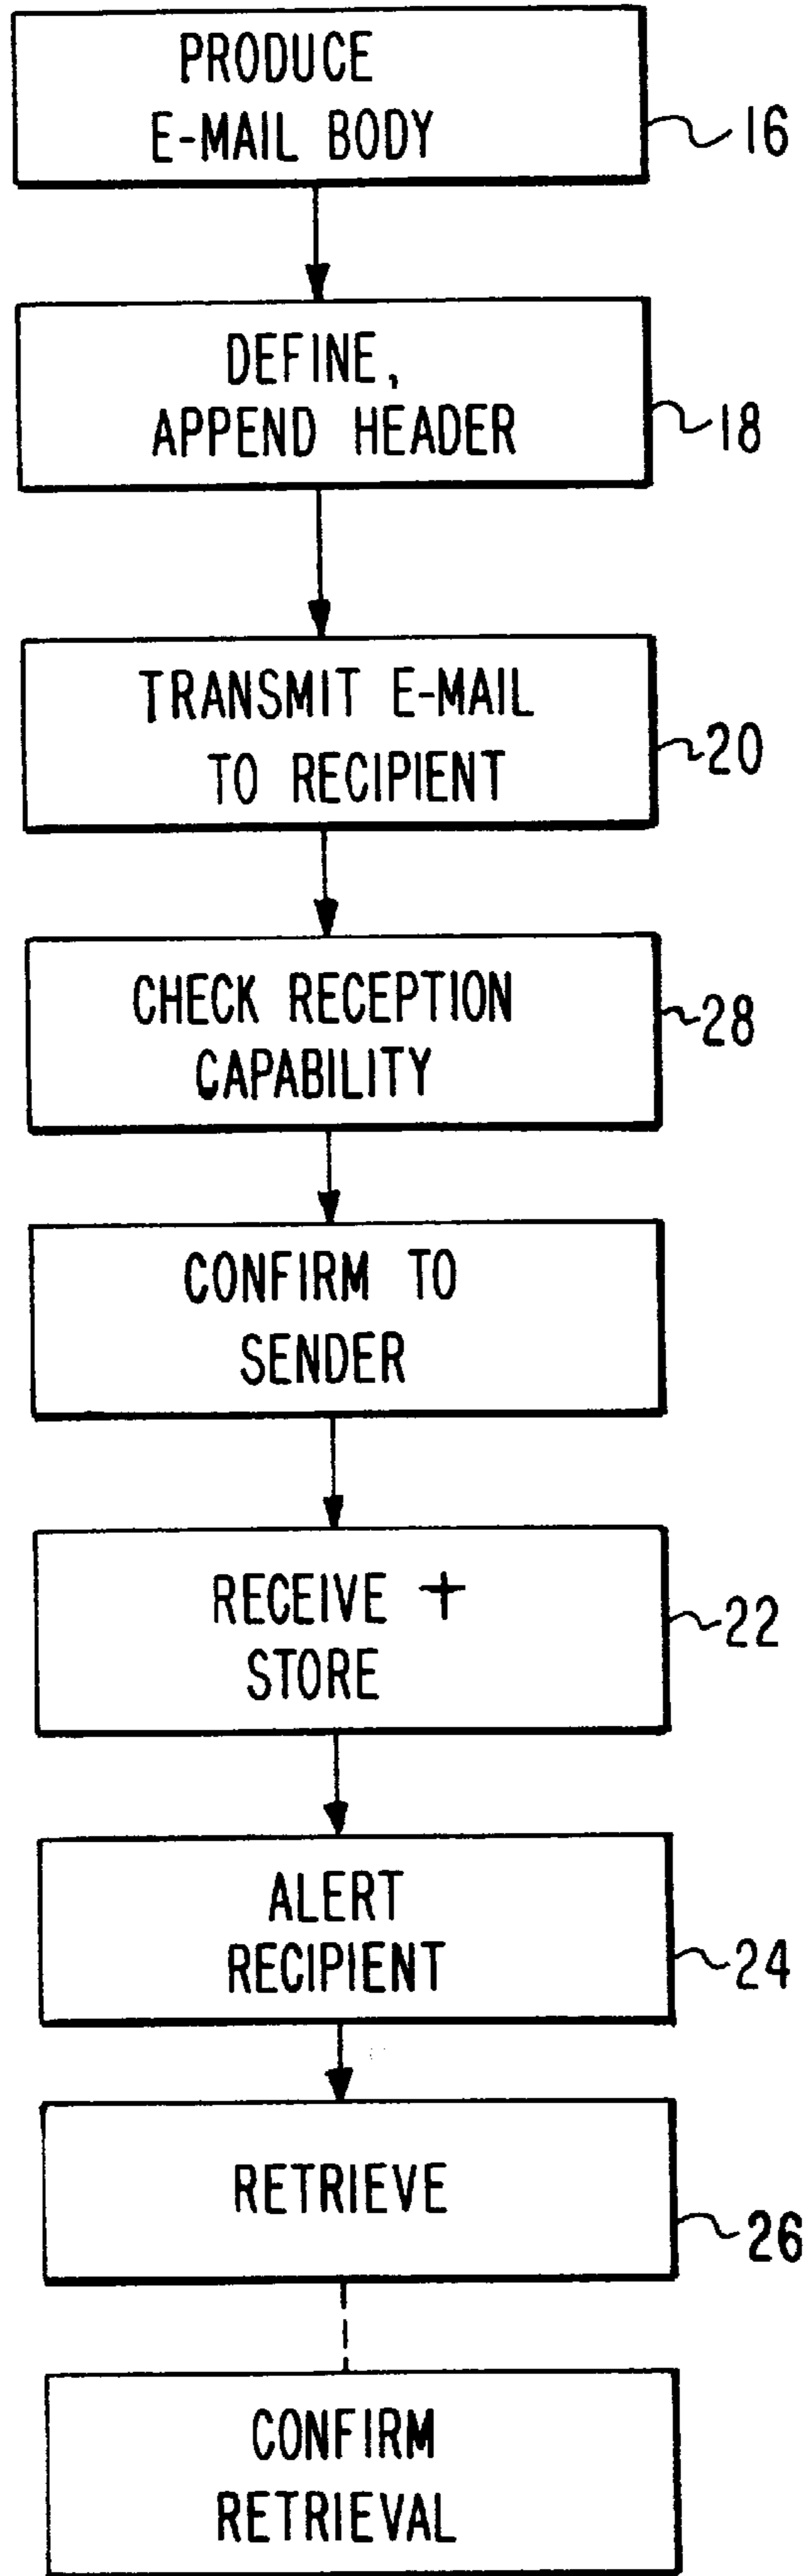 PRODUCE
E-MAIL BODY
16
DEFINE,
APPEND HEADER
18
TRANSMIT E-MAIL
TO RECIPIENT
20
CHECK RECEPTION
CAPABILITY
28
CONFIRM TO
SENDER
RECEIVE +
STORE
22
ALERT
RECIPIENT
24
RETRIEVE
26
CONFIRM
RETRIEVAL